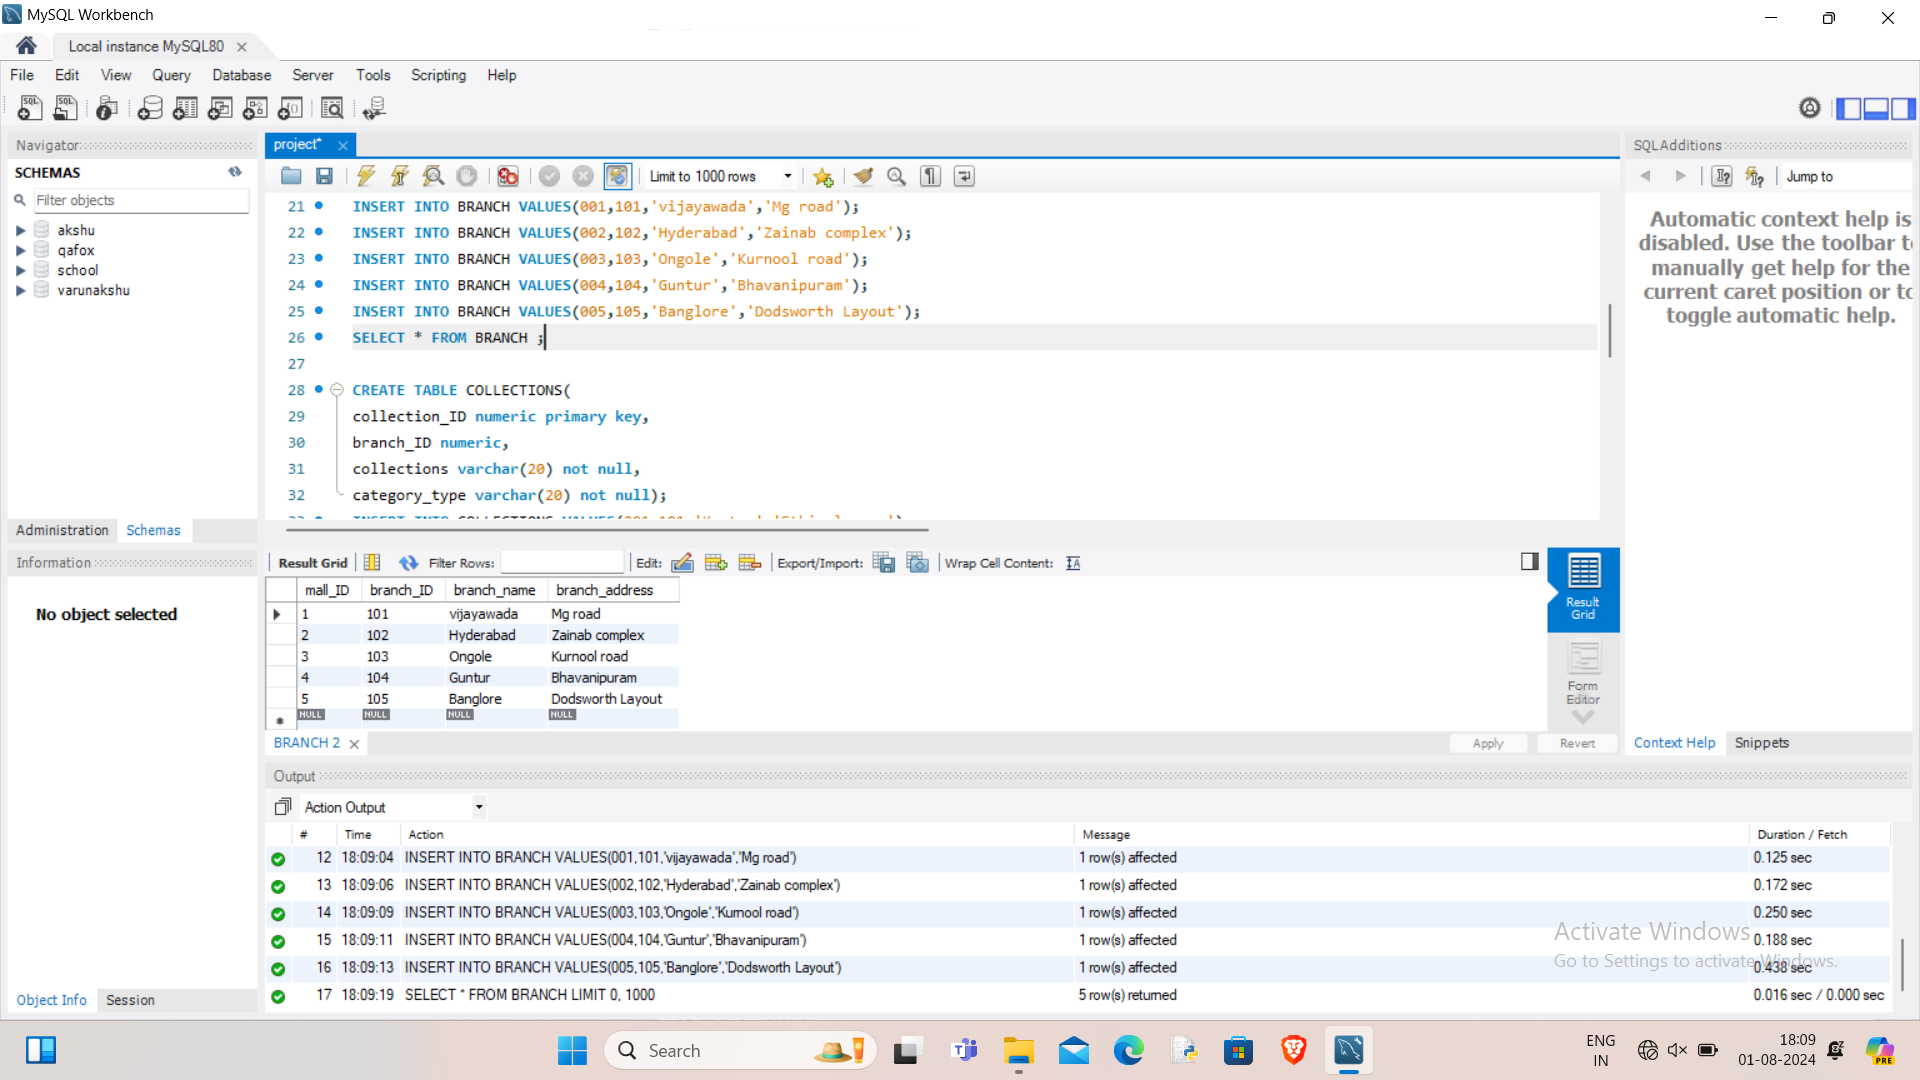 MySQL Workbench
Local instance MySQL80
File Edit View Query Database Server Tools Scripting Help
Navigator
SCHEMAS
Filter objects
akshu
qafox
school
varunakshu
Administration Schemas
Information
No object selected
Object Info Session
project*
Limit to 1000 rows
21 INSERT INTO BRANCH VALUES(001,101,'vijayawada','Mg road');
22 INSERT INTO BRANCH VALUES(002,102,'Hyderabad','Zainab complex');
23 INSERT INTO BRANCH VALUES(003,103,'Ongole','Kurnool road');
24 INSERT INTO BRANCH VALUES(004,104,'Guntur','Bhavanipuram');
25 INSERT INTO BRANCH VALUES(005,105,'Banglore','Dodsworth Layout');
26 SELECT * FROM BRANCH ;
27
28 CREATE TABLE COLLECTIONS(
29 collection_ID numeric primary key,
30 branch_ID numeric,
31 collections varchar(20) not null,
32 category_type varchar(20) not null);
Result Grid Filter Rows: Edit: Export/Import: Wrap Cell Content:
mall_ID branch_ID branch_name branch_address
1 101 vijayawada Mg road
2 102 Hyderabad Zainab complex
3 103 Ongole Kurnool road
4 104 Guntur Bhavanipuram
5 105 Banglore Dodsworth Layout
NULL NULL NULL NULL
Result
Grid
Form
Editor
BRANCH 2
Apply Revert
SQLAdditions
Jump to
Automatic context help is
disabled. Use the toolbar
manually get help for the
current caret position or
toggle automatic help.
Context Help Snippets
Output
Action Output
# Time Action Message Duration / Fetch
12 18:09:04 INSERT INTO BRANCH VALUES(001,101,'vijayawada','Mg road') 1 row(s) affected 0.125 sec
13 18:09:06 INSERT INTO BRANCH VALUES(002,102,'Hyderabad','Zainab complex') 1 row(s) affected 0.172 sec
14 18:09:09 INSERT INTO BRANCH VALUES(003,103,'Ongole','Kurnool road') 1 row(s) affected 0.250 sec
15 18:09:11 INSERT INTO BRANCH VALUES(004,104,'Guntur','Bhavanipuram') 1 row(s) affected 0.188 sec
16 18:09:13 INSERT INTO BRANCH VALUES(005,105,'Banglore','Dodsworth Layout') 1 row(s) affected 0.438 sec
17 18:09:19 SELECT * FROM BRANCH LIMIT 0, 1000 5 row(s) returned 0.016 sec / 0.000 sec
Activate Windows
Go to Settings to activate Windows.
Search
ENG
IN
18:09
01-08-2024
PRE